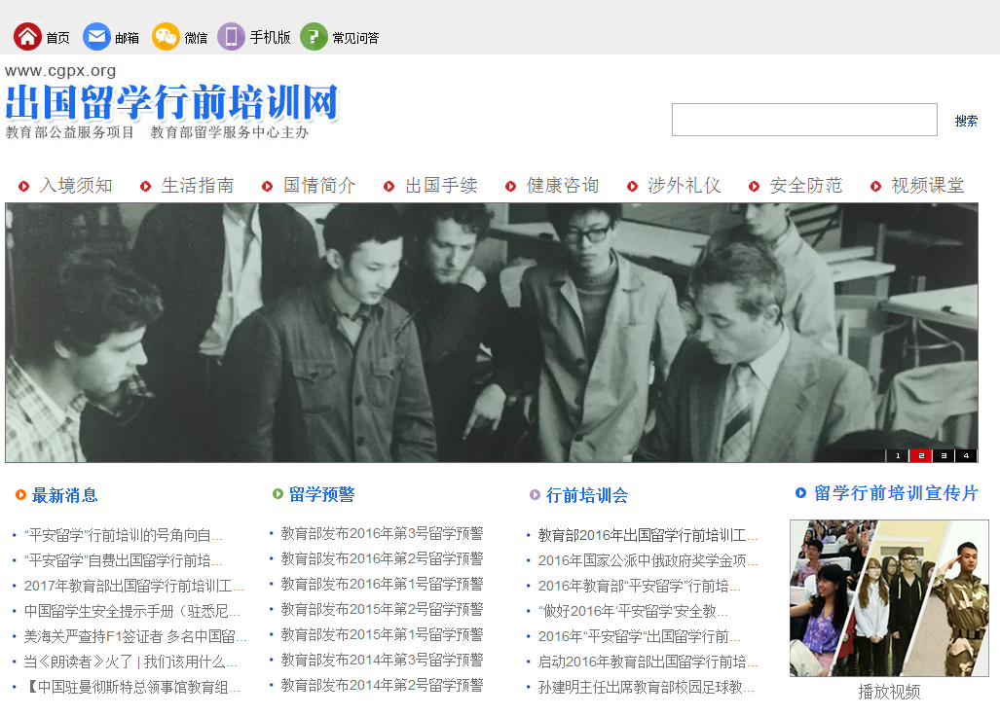 首页 邮箱 微信 手机版 常见问答
www.cgpx.org
出国留学行前培训网
教育部公益服务项目 教育部留学服务中心主办
搜索
入境须知 生活指南 国情简介 出国手续 健康咨询 涉外礼仪 安全防范 视频课堂
1 2 3 4
最新消息
“平安留学”行前培训的号角向自...
“平安留学”自费出国留学行前培...
2017年教育部出国留学行前培训工...
中国留学生安全提示手册（驻悉尼...
美海关严查持F1签证者 多名中国留...
当《朗读者》火了 | 我们该用什么...
【中国驻曼彻斯特总领事馆教育组...
留学预警
教育部发布2016年第3号留学预警
教育部发布2016年第2号留学预警
教育部发布2016年第1号留学预警
教育部发布2015年第2号留学预警
教育部发布2015年第1号留学预警
教育部发布2014年第3号留学预警
教育部发布2014年第2号留学预警
行前培训会
教育部2016年出国留学行前培训工...
2016年国家公派中俄政府奖学金项...
2016年教育部“平安留学”行前培...
“做好2016年‘平安留学’安全教...
2016年“平安留学“出国留学行前...
启动2016年教育部出国留学行前培...
孙建明主任出席教育部校园足球教...
留学行前培训宣传片
播放视频